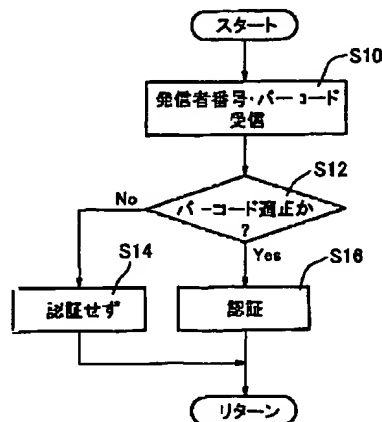 スタート
S10
発信者番号・バーコード
受信
S12
バーコード適正か
?
No
Yes
S14
S16
認証せず
認証
リターン